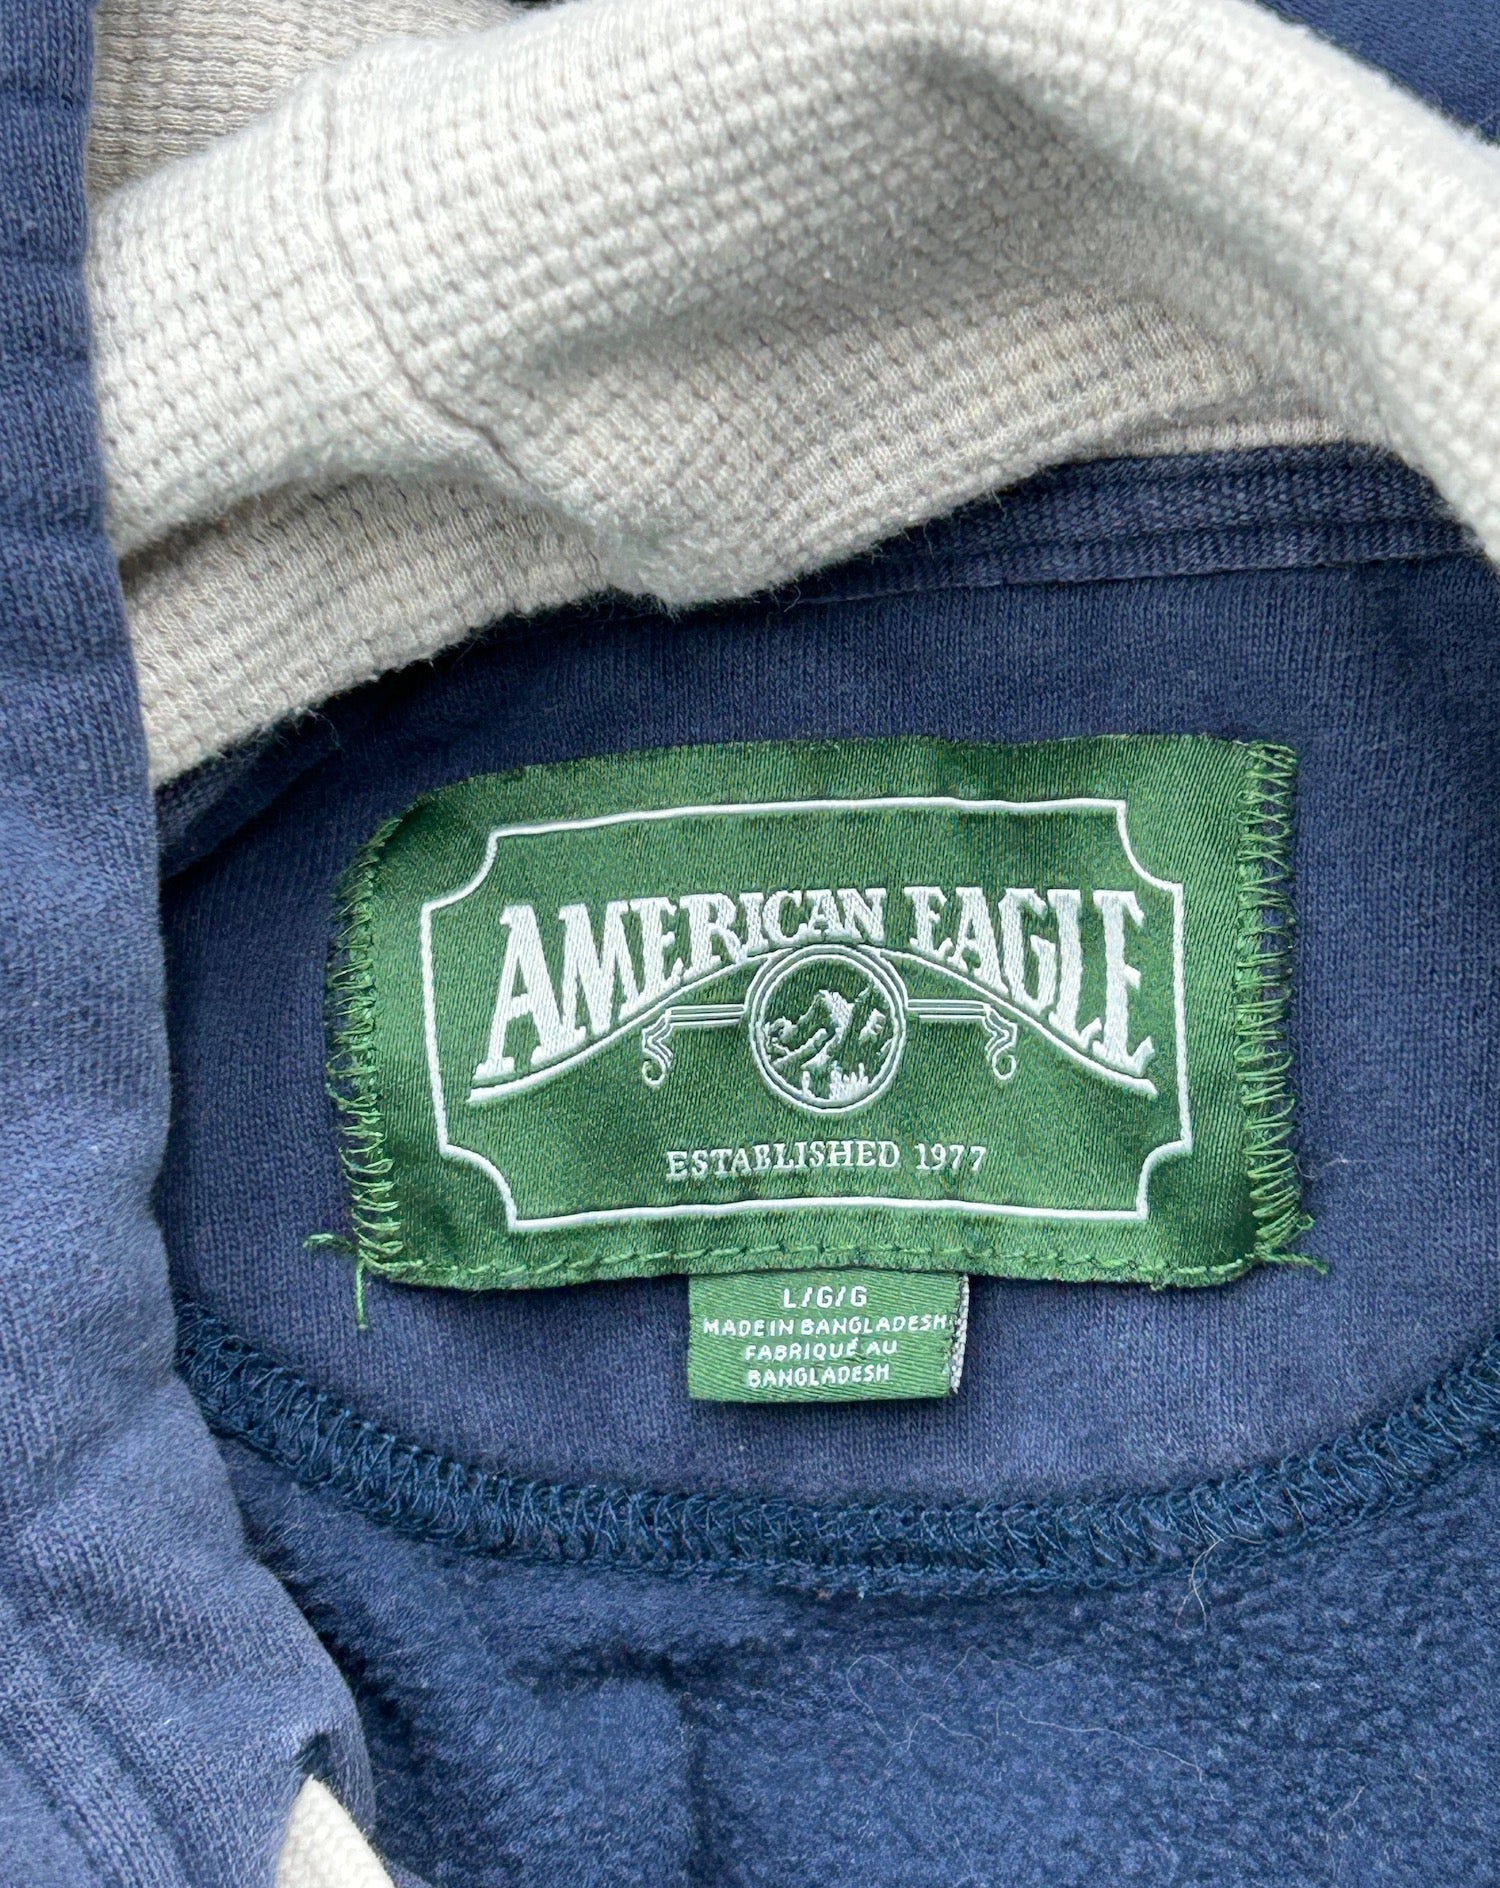 AMERICAN EAGLE
ESTABLISHED 1977
L/G/G
MADE IN BANGLADESH
FABRIQUÉ AU
BANGLADESH